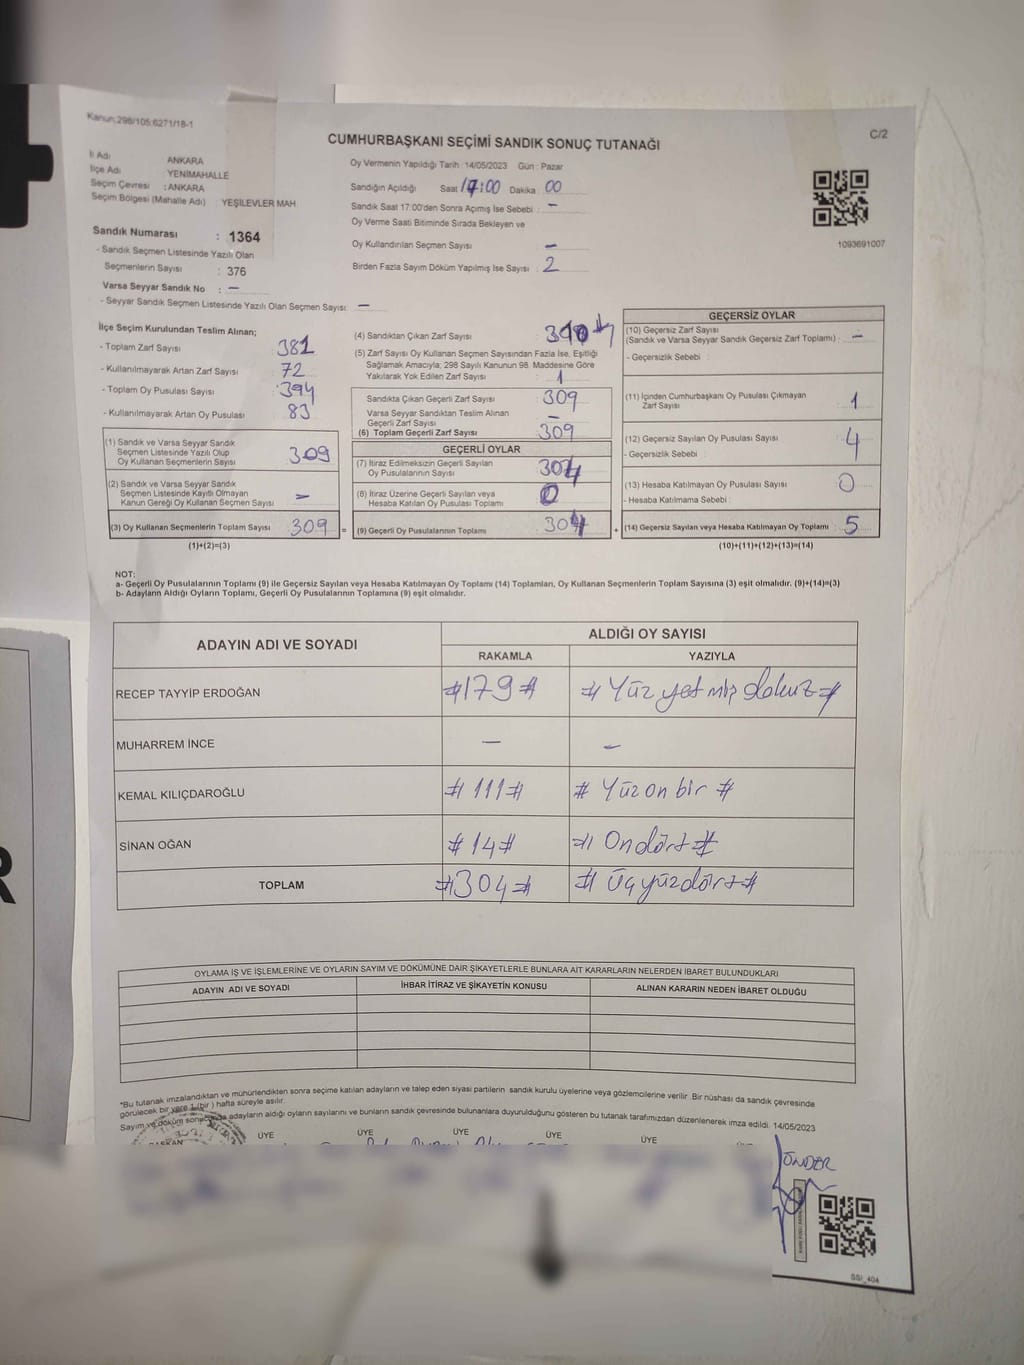 Kanun:298/105;6271/18-1
C/2
CUMHURBAŞKANI SEÇİMİ SANDIK SONUÇ TUTANAĞI
İl Adı ANKARA
İlçe Adı YENİMAHALLE
Seçim Çevresi : ANKARA
Seçim Bölgesi (Mahalle Adı) : YEŞİLEVLER MAH
Sandık Numarası : 1364
- Sandık Seçmen Listesinde Yazılı Olan
Seçmenlerin Sayısı : 376
Varsa Seyyar Sandık No : –
- Seyyar Sandık Seçmen Listesinde Yazılı Olan Seçmen Sayısı: –
Oy Vermenin Yapıldığı Tarih :14/05/2023 Gün : Pazar
Sandığın Açıldığı Saat 17:00 Dakika : 00
Sandık Saat 17:00'den Sonra Açımış İse Sebebi : –
Oy Verme Saati Bitiminde Sırada Bekleyen ve
Oy Kullandırılan Seçmen Sayısı : –
Birden Fazla Sayım Döküm Yapılmış İse Sayısı : 2
1093691007
İlçe Seçim Kurulundan Teslim Alınan;
- Toplam Zarf Sayısı : 381
- Kullanılmayarak Artan Zarf Sayısı : 72
- Toplam Oy Pusulası Sayısı : 394
- Kullanılmayarak Artan Oy Pusulası : 83
(1) Sandık ve Varsa Seyyar Sandık
Seçmen Listesinde Yazılı Olup
Oy Kullanan Seçmenlerin Sayısı : 309
(2) Sandık ve Varsa Seyyar Sandık
Seçmen Listesinde Kayıtlı Olmayan
Kanun Gereği Oy Kullanan Seçmen Sayısı : –
(3) Oy Kullanan Seçmenlerin Toplam Sayısı : 309 =
(1)+(2)=(3)
(4) Sandıktan Çıkan Zarf Sayısı : 310
(5) Zarf Sayısı Oy Kullanan Seçmen Sayısından Fazla İse, Eşitliği
Sağlamak Amacıyla, 298 Sayılı Kanunun 98. Maddesine Göre
Yakılarak Yok Edilen Zarf Sayısı : 1
Sandıkta Çıkan Geçerli Zarf Sayısı : 309
Varsa Seyyar Sandıktan Teslim Alınan
Geçerli Zarf Sayısı : –
(6) Toplam Geçerli Zarf Sayısı : 309
GEÇERLİ OYLAR
(7) İtiraz Edilmeksizin Geçerli Sayılan
Oy Pusulalarının Sayısı : 304
(8) İtiraz Üzerine Geçerli Sayılan veya
Hesaba Katılan Oy Pusulası Toplamı : 0
(9) Geçerli Oy Pusulalarının Toplamı : 304 +
GEÇERSİZ OYLAR
(10) Geçersiz Zarf Sayısı
(Sandık ve Varsa Seyyar Sandık Geçersiz Zarf Toplamı) : –
- Geçersizlik Sebebi :
(11) İçinden Cumhurbaşkanı Oy Pusulası Çıkmayan
Zarf Sayısı : 1
(12) Geçersiz Sayılan Oy Pusulası Sayısı : 4
- Geçersizlik Sebebi :
(13) Hesaba Katılmayan Oy Pusulası Sayısı : 0
- Hesaba Katılmama Sebebi :
(14) Geçersiz Sayılan veya Hesaba Katılmayan Oy Toplamı : 5
(10)+(11)+(12)+(13)=(14)
NOT:
a- Geçerli Oy Pusulalarının Toplamı (9) ile Geçersiz Sayılan veya Hesaba Katılmayan Oy Toplamı (14) Toplamları, Oy Kullanan Seçmenlerin Toplam Sayısına (3) eşit olmalıdır. (9)+(14)=(3)
b- Adayların Aldığı Oyların Toplamı, Geçerli Oy Pusulalarının Toplamına (9) eşit olmalıdır.
ADAYIN ADI VE SOYADI ALDIĞI OY SAYISI
RAKAMLA YAZIYLA
RECEP TAYYİP ERDOĞAN #179# # Yüz yetmiş dokuz #
MUHARREM İNCE – –
KEMAL KILIÇDAROĞLU #111# # Yüz on bir #
SİNAN OĞAN #14# # On dört #
TOPLAM #304# # Üç yüz dört #
OYLAMA İŞ VE İŞLEMLERİNE VE OYLARIN SAYIM VE DÖKÜMÜNE DAİR ŞİKAYETLERLE BUNLARA AİT KARARLARIN NELERDEN İBARET BULUNDUKLARI
ADAYIN ADI VE SOYADI İHBAR İTİRAZ VE ŞİKAYETİN KONUSU ALINAN KARARIN NEDEN İBARET OLDUĞU
*Bu tutanak imzalandıktan ve mühürlendikten sonra seçime katılan adayların ve talep eden siyasi partilerin sandık kurulu üyelerine veya gözlemcilerine verilir .Bir nüshası da sandık çevresinde
görülecek bir yere 1 (bir ) hafta süreyle asılır.
Sayım ve döküm adayların aldığı oyların sayılarını ve bunların sandık çevresinde bulunanlara duyurulduğunu gösteren bu tutanak tarafımızdan düzenlenerek imza edildi. 14/05/2023
ÜYE ÜYE ÜYE ÜYE ÜYE
ÖNDER
SSİ_404